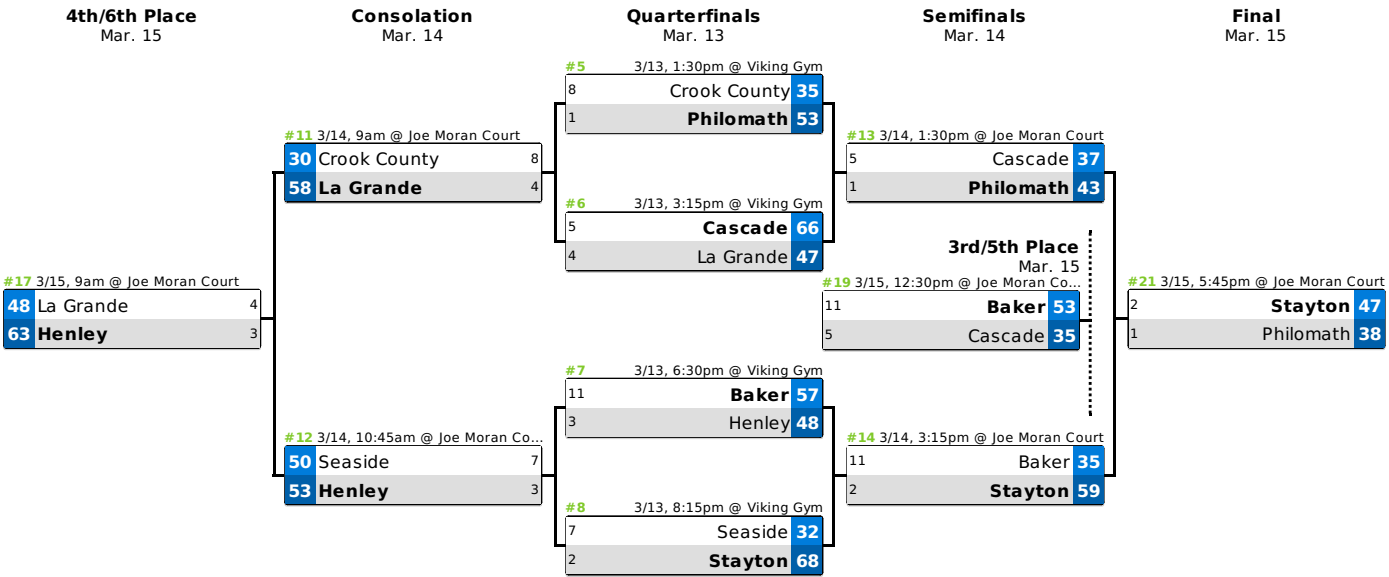 4th/6th Place
Mar. 15
Consolation
Mar. 14
Quarterfinals
Mar. 13
Semifinals
Mar. 14
Final
Mar. 15
#17 3/15, 9am @ Joe Moran Court
48 La Grande 4
63 Henley 3
#11 3/14, 9am @ Joe Moran Court
30 Crook County 8
58 La Grande 4
#12 3/14, 10:45am @ Joe Moran Co...
50 Seaside 7
53 Henley 3
#5 3/13, 1:30pm @ Viking Gym
8 Crook County 35
1 Philomath 53
#6 3/13, 3:15pm @ Viking Gym
5 Cascade 66
4 La Grande 47
#7 3/13, 6:30pm @ Viking Gym
11 Baker 57
3 Henley 48
#8 3/13, 8:15pm @ Viking Gym
7 Seaside 32
2 Stayton 68
#13 3/14, 1:30pm @ Joe Moran Court
5 Cascade 37
1 Philomath 43
3rd/5th Place
Mar. 15
#19 3/15, 12:30pm @ Joe Moran Co...
11 Baker 53
5 Cascade 35
#14 3/14, 3:15pm @ Joe Moran Court
11 Baker 35
2 Stayton 59
#21 3/15, 5:45pm @ Joe Moran Court
2 Stayton 47
1 Philomath 38